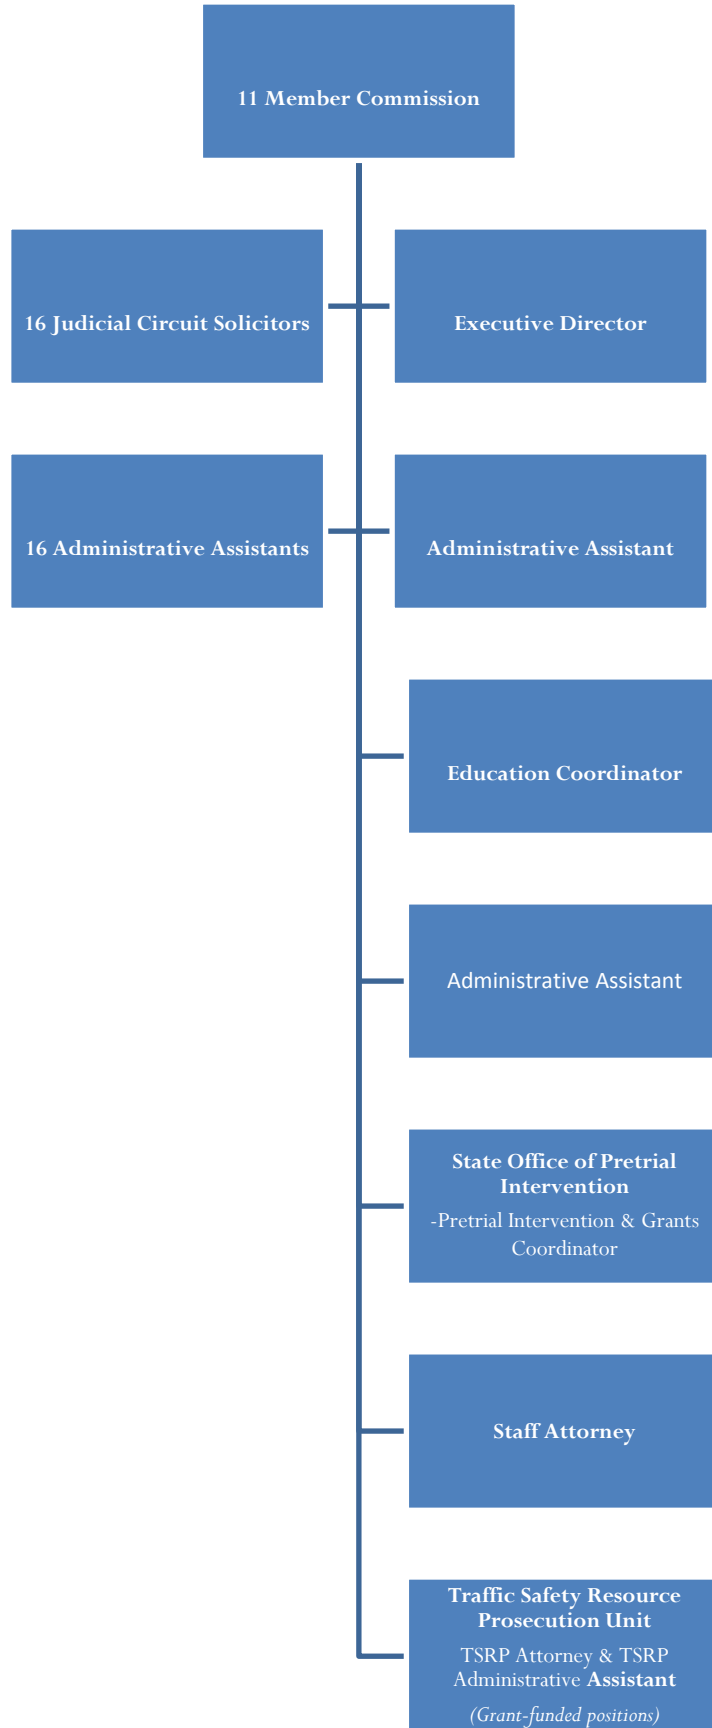 11 Member Commission
16 Judicial Circuit Solicitors
Executive Director
16 Administrative Assistants
Administrative Assistant
Education Coordinator
Administrative Assistant
State Office of Pretrial
Intervention
-Pretrial Intervention & Grants
Coordinator
Staff Attorney
Traffic Safety Resource
Prosecution Unit
TSRP Attorney & TSRP
Administrative Assistant
(Grant-funded positions)